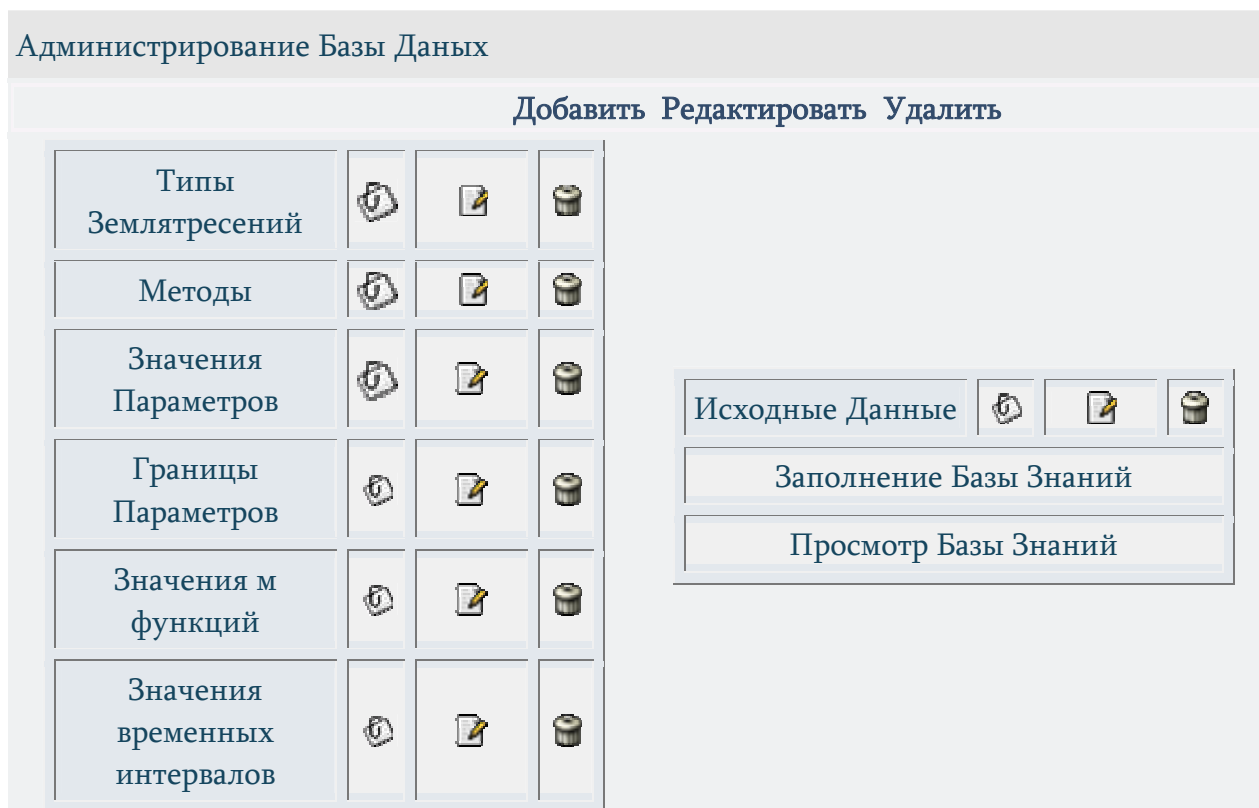 Администрирование Базы Даных
Добавить Редактировать Удалить
Типы
Землятресений
Методы
Значения
Параметров
Границы
Параметров
Значения м
функций
Значения
временных
интервалов
Исходные Данные
Заполнение Базы Знаний
Просмотр Базы Знаний